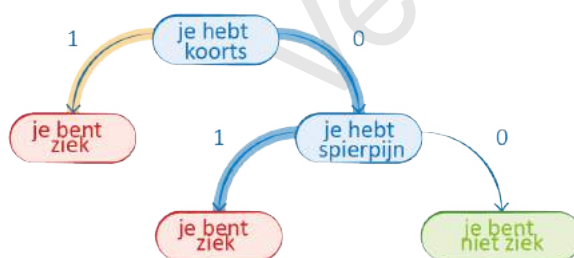 je hebt
koorts
1
0
je bent
ziek
je hebt
spierpijn
1
0
je bent
ziek
je bent
niet ziek